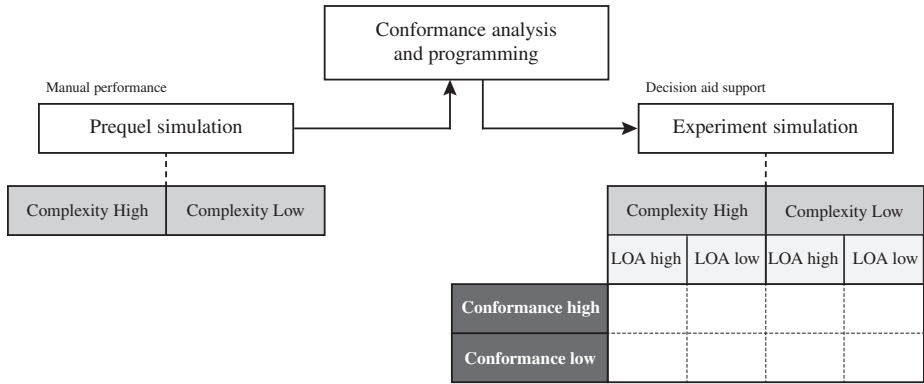 Conformance analysis
and programming
Manual performance
Prequel simulation
Decision aid support
Experiment simulation
Complexity High
Complexity Low
Complexity High
Complexity Low
LOA high
LOA low
LOA high
LOA low
Conformance high
Conformance low